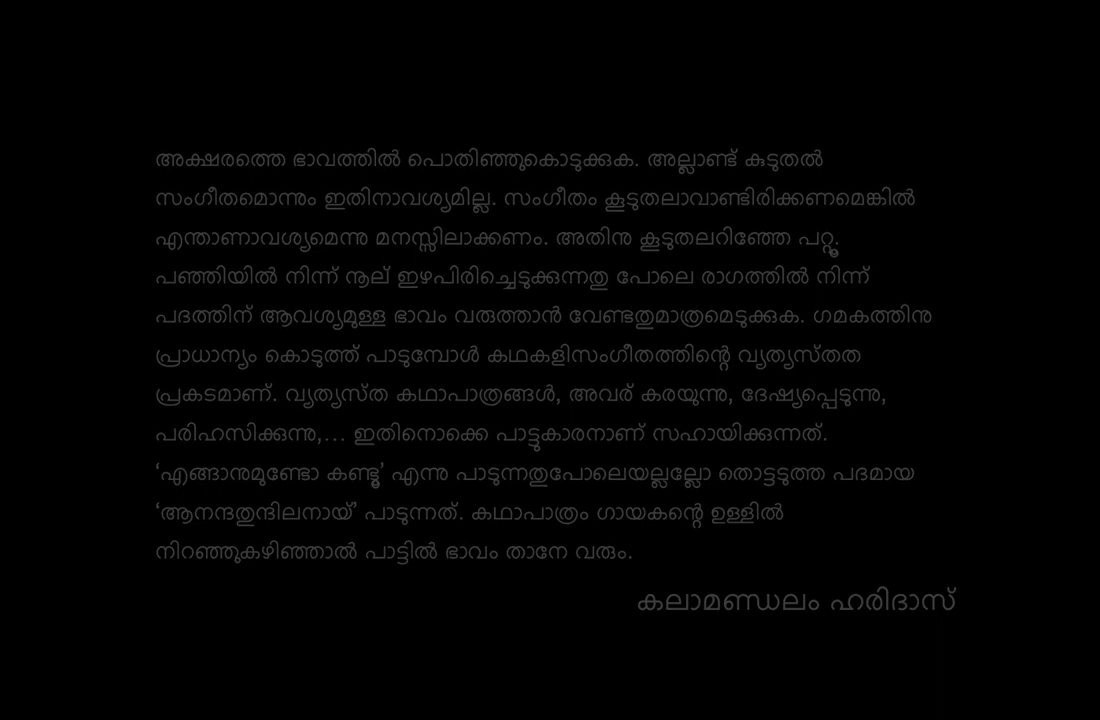 അക്ഷരത്തെ ഭാവത്തിൽ പൊതിഞ്ഞുകൊടുക്കുക. അല്ലാണ്ട് കുടുതൽ
സംഗീതമൊന്നും ഇതിനാവശ്യമില്ല. സംഗീതം കൂടുതലാവാണ്ടിരിക്കണമെങ്കിൽ
എന്താണാവശ്യമെന്നു മനസ്സിലാക്കണം. അതിനു കൂടുതലറിഞ്ഞേ പറ്റൂ.
പഞ്ഞിയിൽ നിന്ന് നൂല് ഇഴപിരിച്ചെടുക്കുന്നതു പോലെ രാഗത്തിൽ നിന്ന്
പദത്തിന് ആവശ്യമുള്ള ഭാവം വരുത്താൻ വേണ്ടതുമാത്രമെടുക്കുക. ഗമകത്തിനു
പ്രാധാന്യം കൊടുത്ത് പാടുമ്പോൾ കഥകളിസംഗീതത്തിന്റെ വ്യത്യസ്തത
പ്രകടമാണ്. വ്യത്യസ്ത കഥാപാത്രങ്ങൾ, അവര് കരയുന്നു, ദേഷ്യപ്പെടുന്നു,
പരിഹസിക്കുന്നു,... ഇതിനൊക്കെ പാട്ടുകാരനാണ് സഹായിക്കുന്നത്.
‘എങ്ങാനുമുണ്ടോ കണ്ടൂ’ എന്നു പാടുന്നതുപോലെയല്ലല്ലോ തൊട്ടടുത്ത പദമായ
‘ആനന്ദതുന്ദിലനായ്’ പാടുന്നത്. കഥാപാത്രം ഗായകന്റെ ഉള്ളിൽ
നിറഞ്ഞുകഴിഞ്ഞാൽ പാട്ടിൽ ഭാവം താനേ വരും.
കലാമണ്ഡലം ഹരിദാസ്